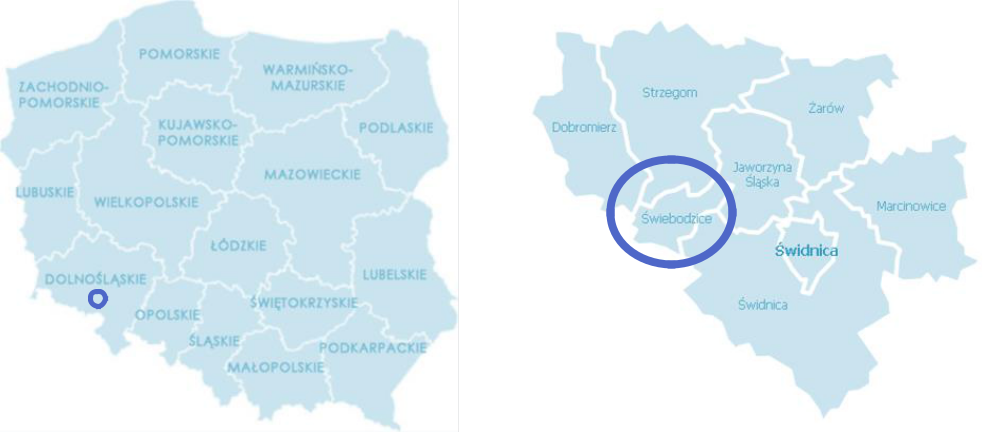 POMORSKIE
WARMIŃSKO-
MAZURSKIE
ZACHODNIO-
POMORSKIE
KUJAWSKO-
POMORSKIE
PODLASKIE
MAZOWIECKIE
LUBUSKIE
WIELKOPOLSKIE
ŁÓDZKIE
LUBELSKIE
DOLNOŚLĄSKIE
ŚWIĘTOKRZYSKIE
OPOLSKIE
ŚLĄSKIE
PODKARPACKIE
MAŁOPOLSKIE
Strzegom
Żarów
Dobromierz
Jaworzyna
Śląska
Marcinowice
Świebodzice
Świdnica
Świdnica